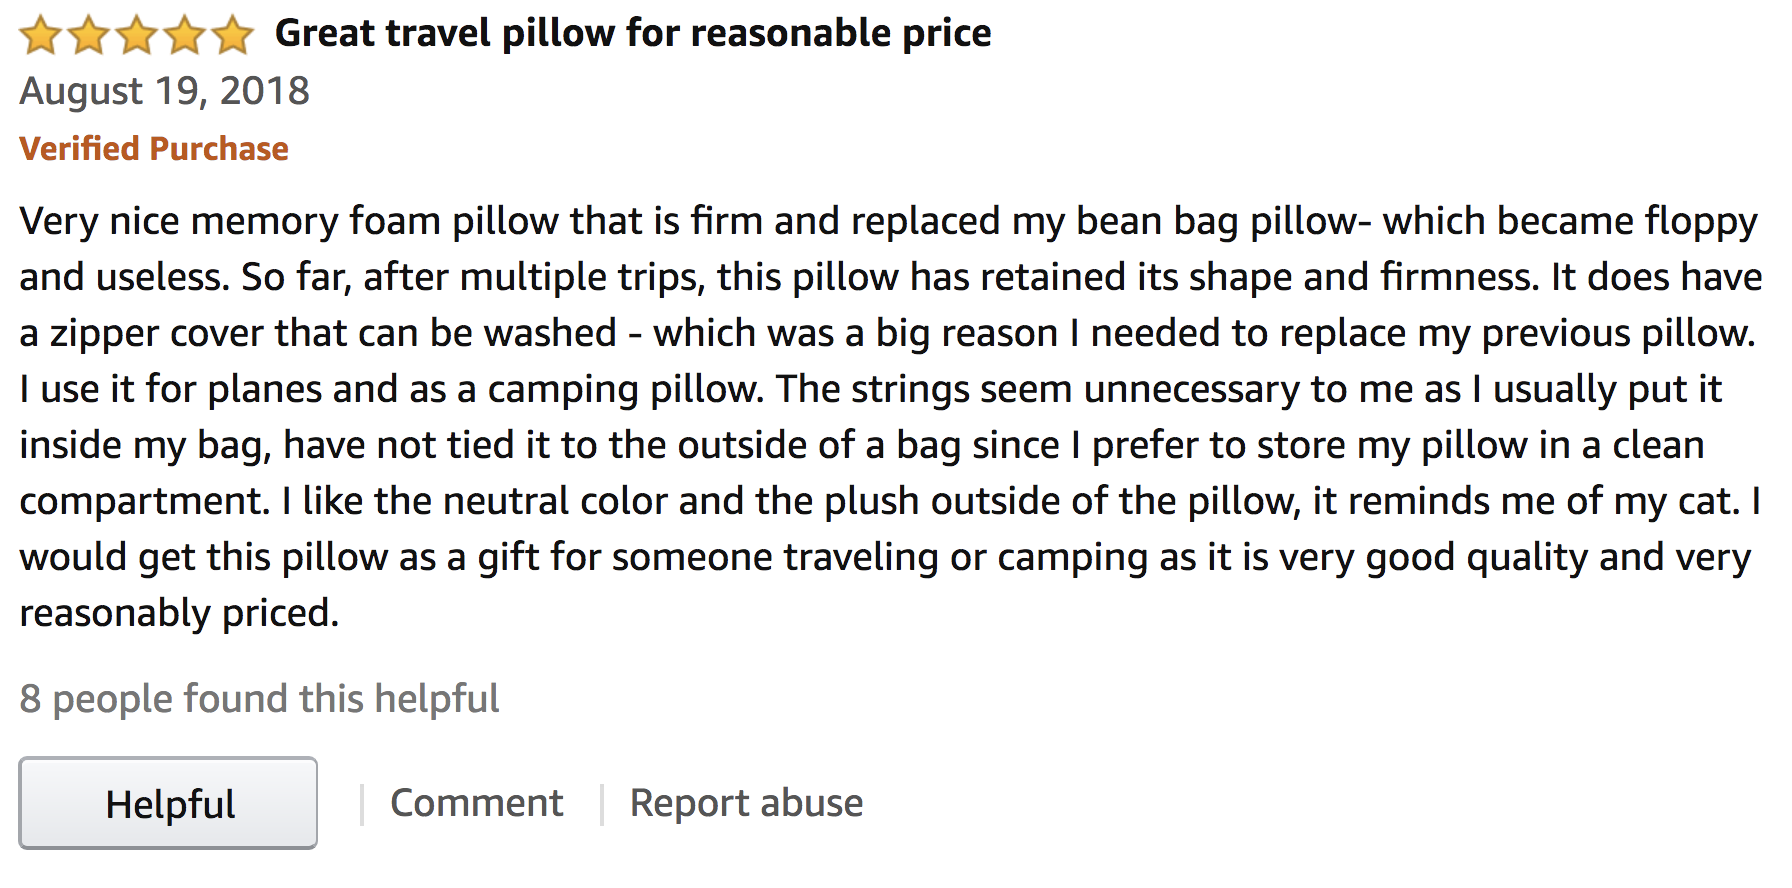 Great travel pillow for reasonable price
August 19, 2018
Verified Purchase
Very nice memory foam pillow that is firm and replaced my bean bag pillow- which became floppy
and useless. So far, after multiple trips, this pillow has retained its shape and firmness. It does have
a zipper cover that can be washed - which was a big reason I needed to replace my previous pillow.
I use it for planes and as a camping pillow. The strings seem unnecessary to me as I usually put it
inside my bag, have not tied it to the outside of a bag since I prefer to store my pillow in a clean
compartment. I like the neutral color and the plush outside of the pillow, it reminds me of my cat. I
would get this pillow as a gift for someone traveling or camping as it is very good quality and very
reasonably priced.
8 people found this helpful
Helpful Comment Report abuse